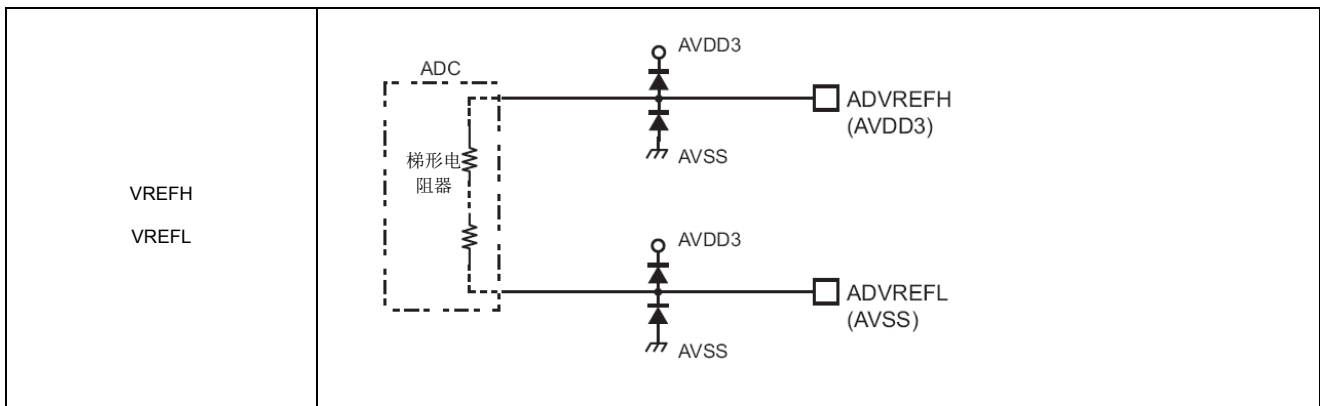 VREFH
VREFL
ADC
梯形电
阻器
AVDD3
AVSS
ADVREFH
(AVDD3)
AVDD3
AVSS
ADVREFL
(AVSS)